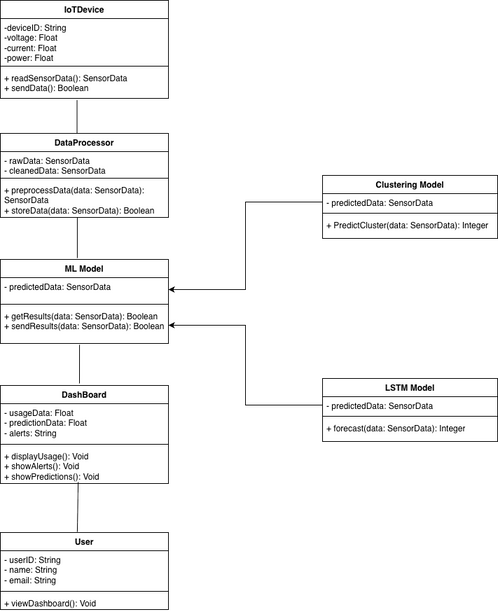 IoTDevice
-deviceID: String
-voltage: Float
-current: Float
-power: Float
+ readSensorData(): SensorData
+ sendData(): Boolean
DataProcessor
- rawData: SensorData
- cleanedData: SensorData
+ preprocessData(data: SensorData):
SensorData
+ storeData(data: SensorData): Boolean
Clustering Model
- predictedData: SensorData
+ PredictCluster(data: SensorData): Integer
ML Model
- predictedData: SensorData
+ getResults(data: SensorData): Boolean
+ sendResults(data: SensorData): Boolean
LSTM Model
- predictedData: SensorData
+ forecast(data: SensorData): Integer
DashBoard
- usageData: Float
- predictionData: Float
- alerts: String
+ displayUsage(): Void
+ showAlerts(): Void
+ showPredictions(): Void
User
- userID: String
- name: String
- email: String
+ viewDashboard(): Void